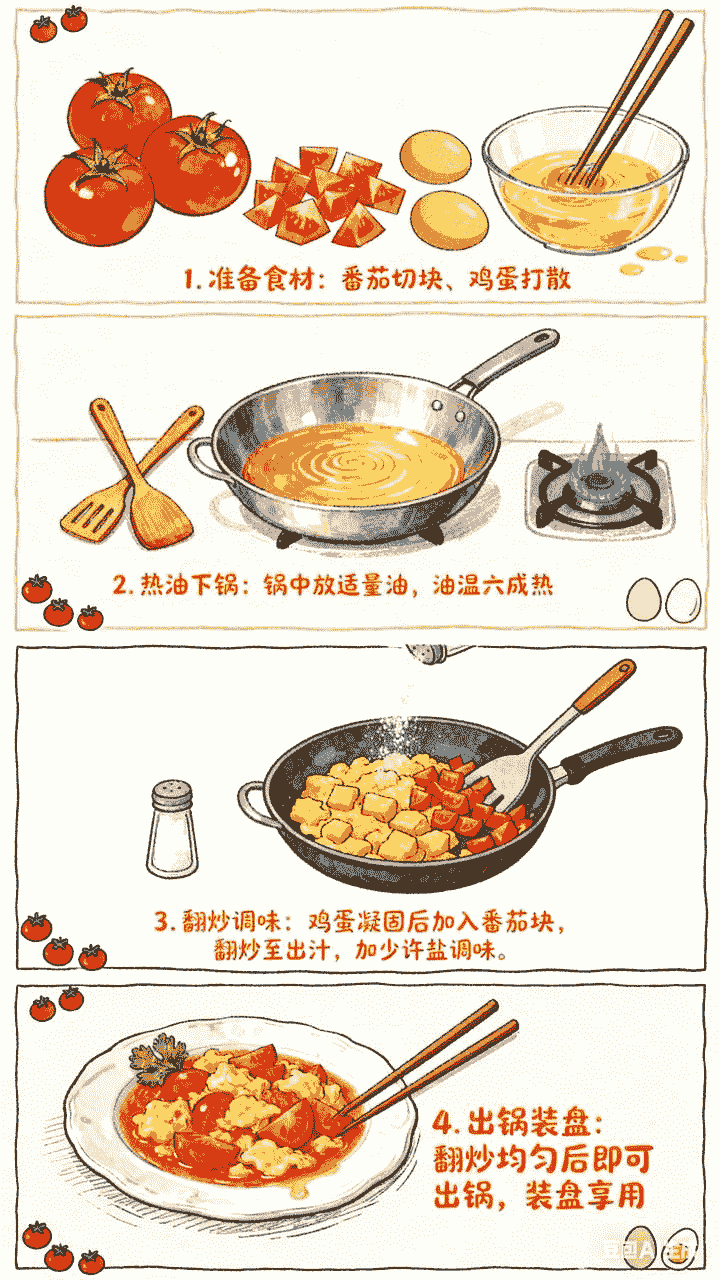 1.准备食材：番茄切块、鸡蛋打散
2.热油下锅：锅中放适量油，油温六成热
3.翻炒调味：鸡蛋凝固后加入番茄块，
翻炒至出汁，加少许盐调味。
4.出锅装盘：
翻炒均匀后即可
出锅，装盘享用